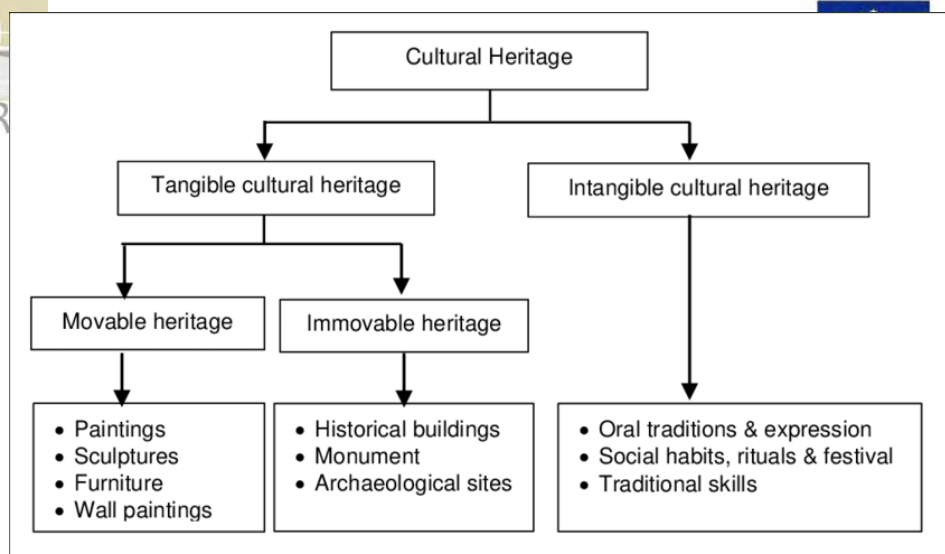 Cultural Heritage
Tangible cultural heritage
Intangible cultural heritage
Movable heritage
Immovable heritage
• Paintings
• Sculptures
• Furniture
• Wall paintings
• Historical buildings
• Monument
• Archaeological sites
• Oral traditions & expression
• Social habits, rituals & festival
• Traditional skills